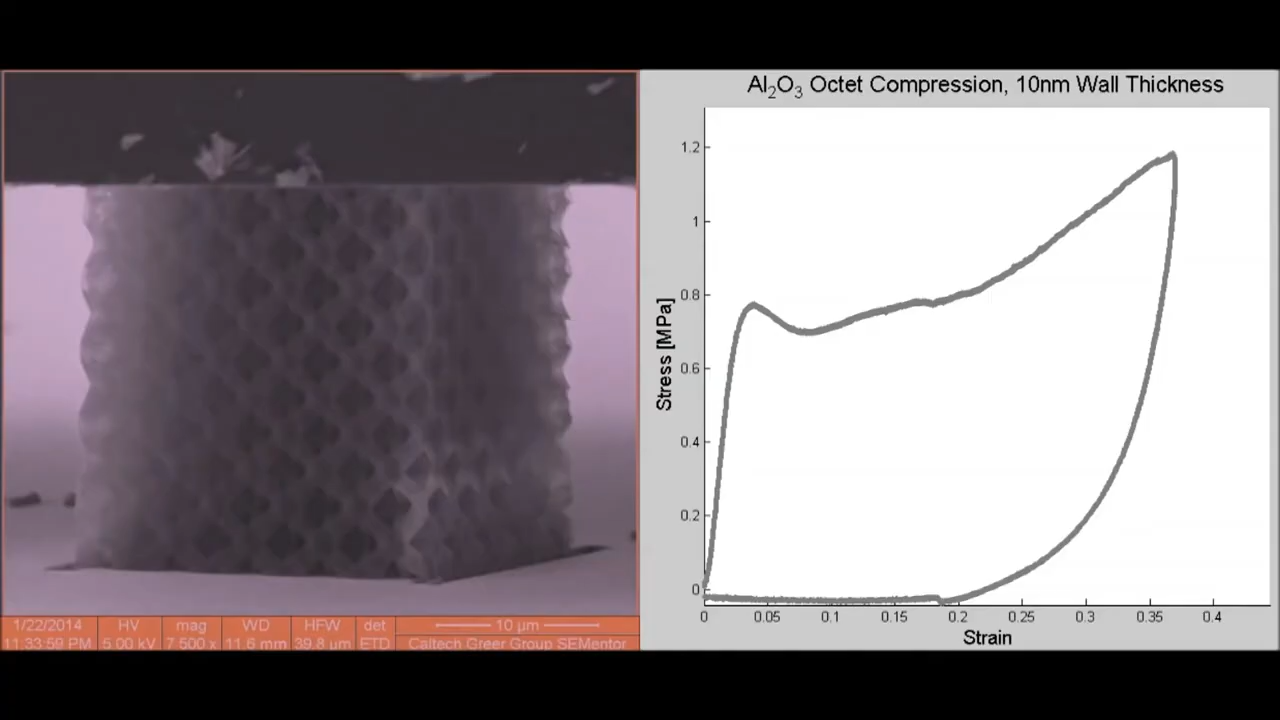 Al2O3 Octet Compression, 10nm Wall Thickness
1.2
1
0.8
0.6
0.4
0.2
0
Stress [MPa]
0 0.05 0.1 0.15 0.2 0.25 0.3 0.35 0.4
Strain
1/22/2014 HV mag WD HFW det 10 µm
11:33:59 PM 5.00 kV 7 500 x 11.6 mm 39.8 µm ETD Caltech Greer Group SEMentor